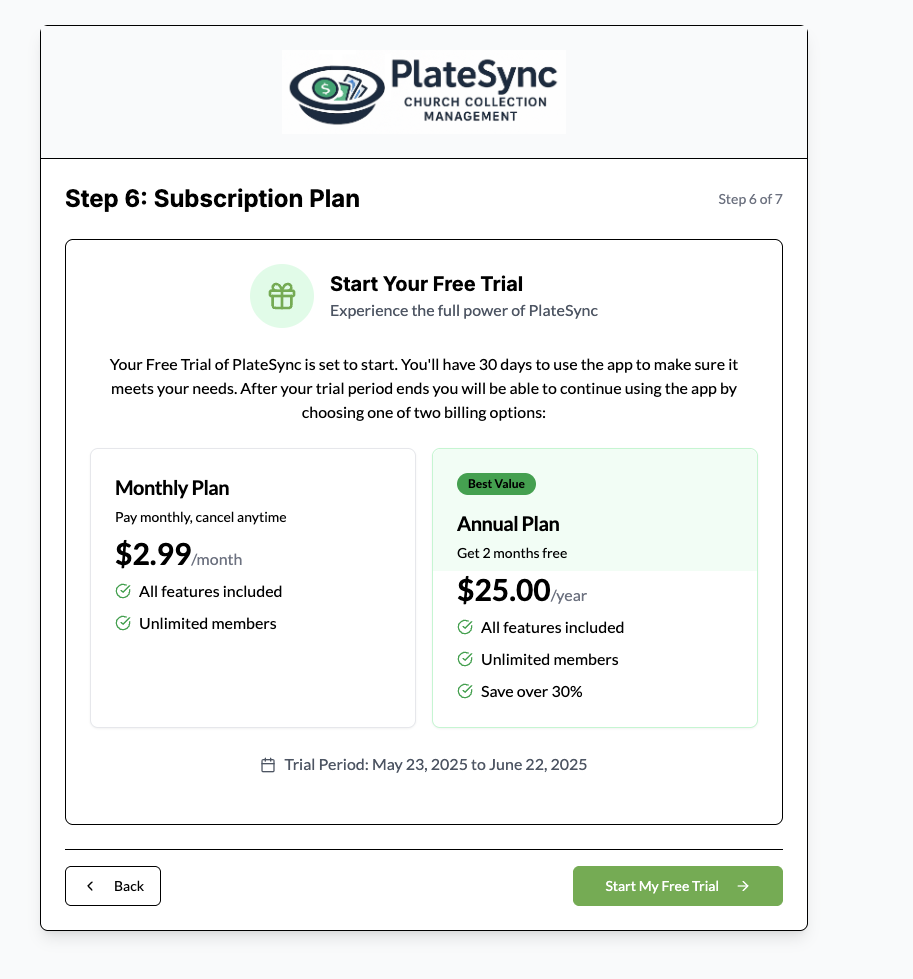 PlateSync
CHURCH COLLECTION
MANAGEMENT
$
Step 6: Subscription Plan
Step 6 of 7
Start Your Free Trial
Experience the full power of PlateSync
Your Free Trial of PlateSync is set to start. You'll have 30 days to use the app to make sure it
meets your needs. After your trial period ends you will be able to continue using the app by
choosing one of two billing options:
Monthly Plan
Pay monthly, cancel anytime
$2.99/month
All features included
Unlimited members
Best Value
Annual Plan
Get 2 months free
$25.00/year
All features included
Unlimited members
Save over 30%
Trial Period: May 23, 2025 to June 22, 2025
Back
Start My Free Trial